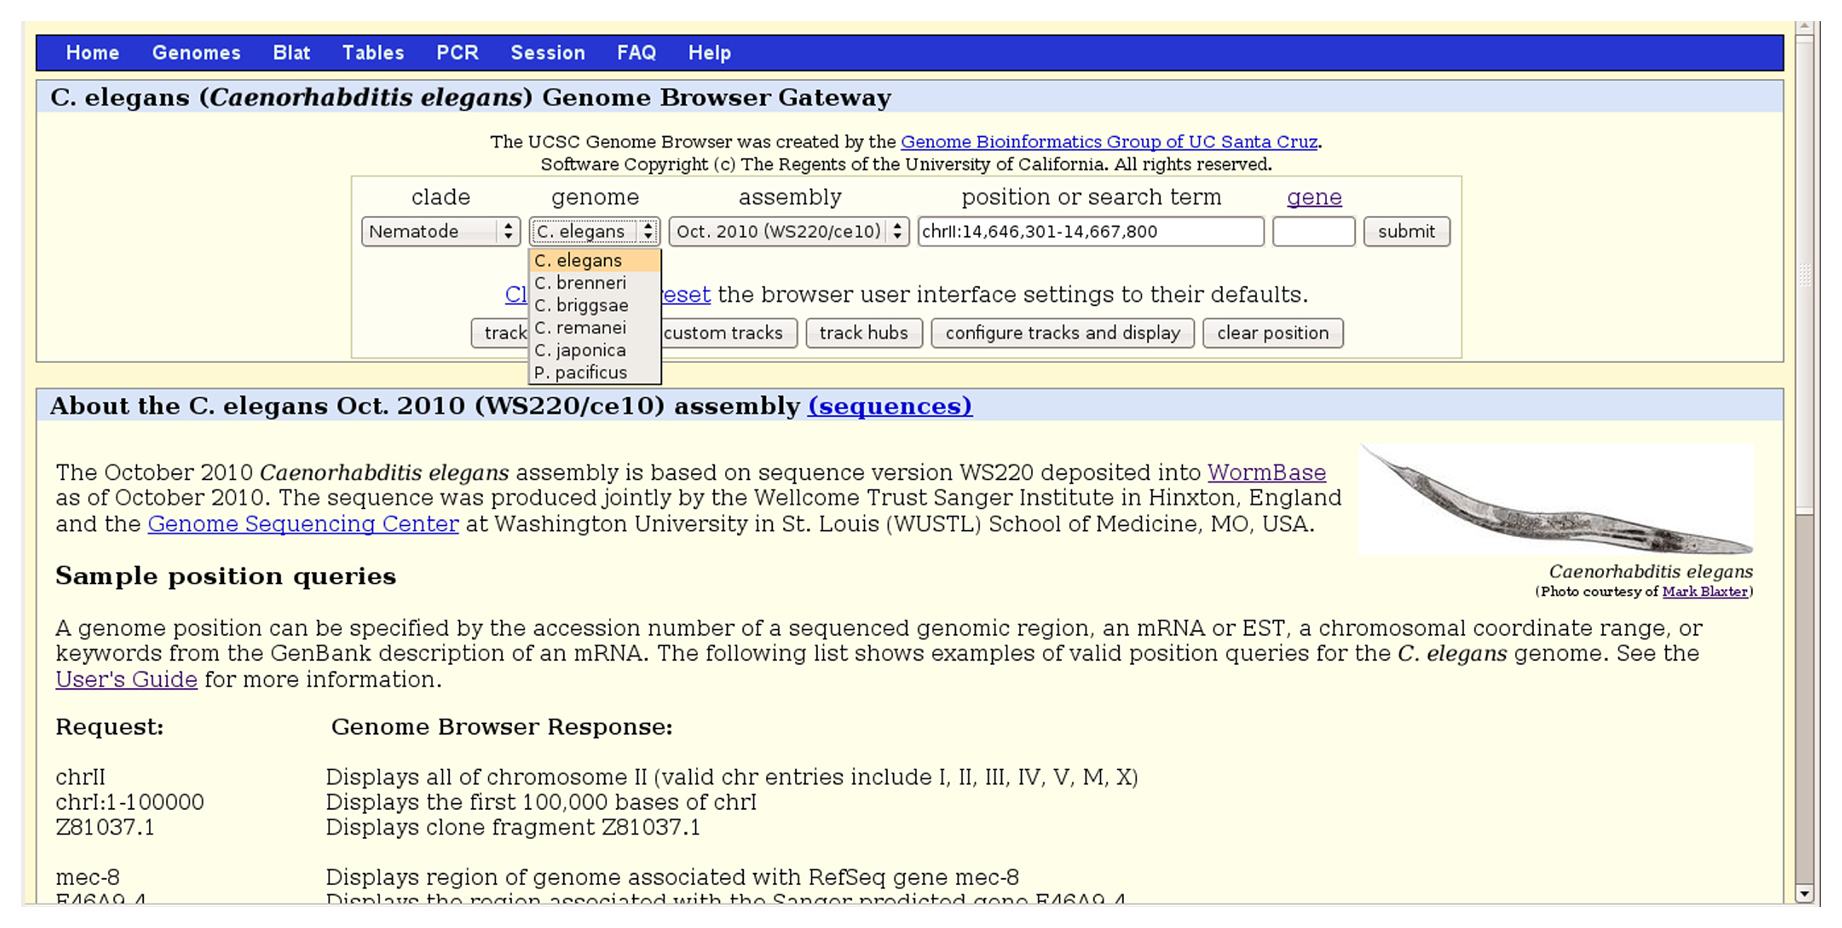 Home Genomes Blat Tables PCR Session FAQ Help
C. elegans (Caenorhabditis elegans) Genome Browser Gateway
The UCSC Genome Browser was created by the Genome Bioinformatics Group of UC Santa Cruz.
Software Copyright (c) The Regents of the University of California. All rights reserved.
clade genome assembly position or search term gene
Nematode C. elegans Oct. 2010 (WS220/ce10) chrII:14,646,301-14,667,800 submit
C. elegans
C. brenneri
C. briggsae
C. remanei
C. japonica
P. pacificus
the browser user interface settings to their defaults.
track custom tracks track hubs configure tracks and display clear position
About the C. elegans Oct. 2010 (WS220/ce10) assembly (sequences)
The October 2010 Caenorhabditis elegans assembly is based on sequence version WS220 deposited into WormBase
as of October 2010. The sequence was produced jointly by the Wellcome Trust Sanger Institute in Hinxton, England
and the Genome Sequencing Center at Washington University in St. Louis (WUSTL) School of Medicine, MO, USA.
Caenorhabditis elegans
(Photo courtesy of Mark Blaxter)
Sample position queries
A genome position can be specified by the accession number of a sequenced genomic region, an mRNA or EST, a chromosomal coordinate range, or
keywords from the GenBank description of an mRNA. The following list shows examples of valid position queries for the C. elegans genome. See the
User's Guide for more information.
Request: Genome Browser Response:
chrII Displays all of chromosome II (valid chr entries include I, II, III, IV, V, M, X)
chrI:1-100000 Displays the first 100,000 bases of chrI
Z81037.1 Displays clone fragment Z81037.1
mec-8 Displays region of genome associated with RefSeq gene mec-8
F46A9.4 Displays the region associated with the Sanger predicted gene F46A9.4